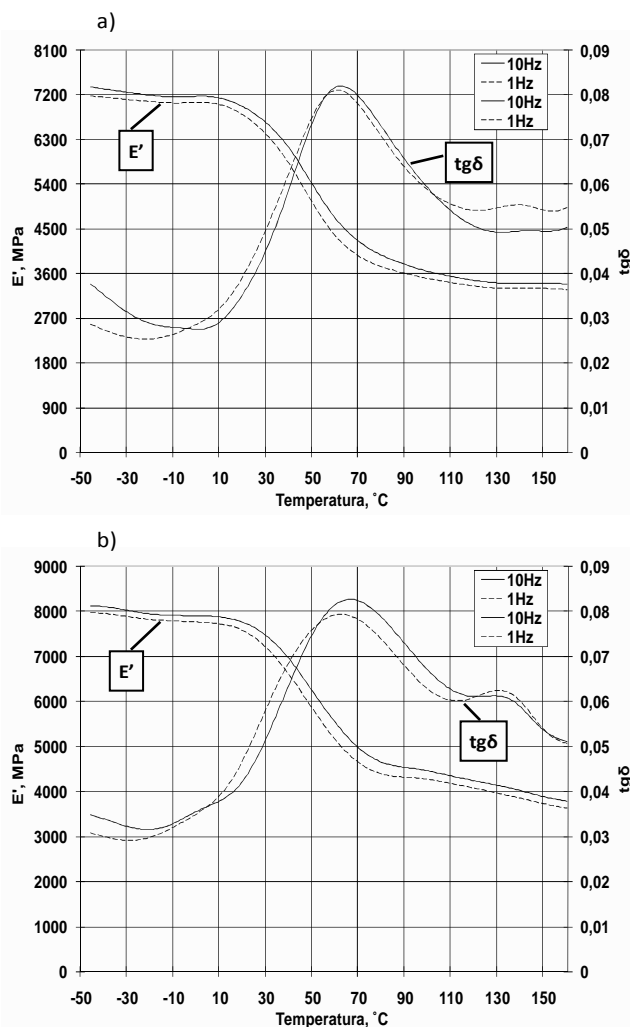 a)
8100
7200
6300
5400
4500
3600
2700
1800
900
0
E', MPa
0,09
0,08
0,07
0,06
0,05
0,04
0,03
0,02
0,01
0
tgδ
10Hz
1Hz
10Hz
1Hz
E'
tgδ
-50 -30 -10 10 30 50 70 90 110 130 150
Temperatura, ˚C
b)
9000
8000
7000
6000
5000
4000
3000
2000
1000
0
E', MPa
0,09
0,08
0,07
0,06
0,05
0,04
0,03
0,02
0,01
0
tgδ
10Hz
1Hz
10Hz
1Hz
E'
tgδ
-50 -30 -10 10 30 50 70 90 110 130 150
Temperatura, ˚C